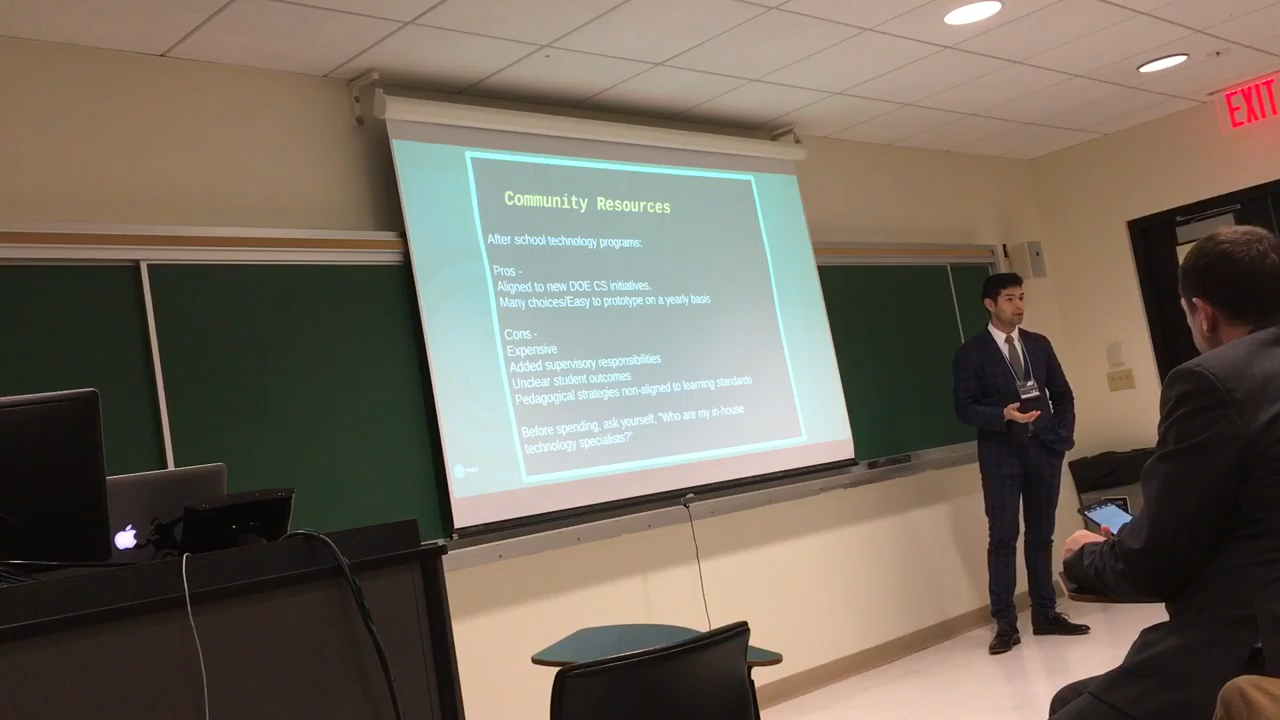 Community Resources
After school technology programs:
Pros -
Aligned to new DOE CS initiatives.
Many choices/Easy to prototype on a yearly basis
Cons -
Expensive
Added supervisory responsibilities
Unclear student outcomes
Pedagogical strategies non-aligned to learning standards
Before spending, ask yourself, "Who are my in-house
technology specialists?"
EXIT